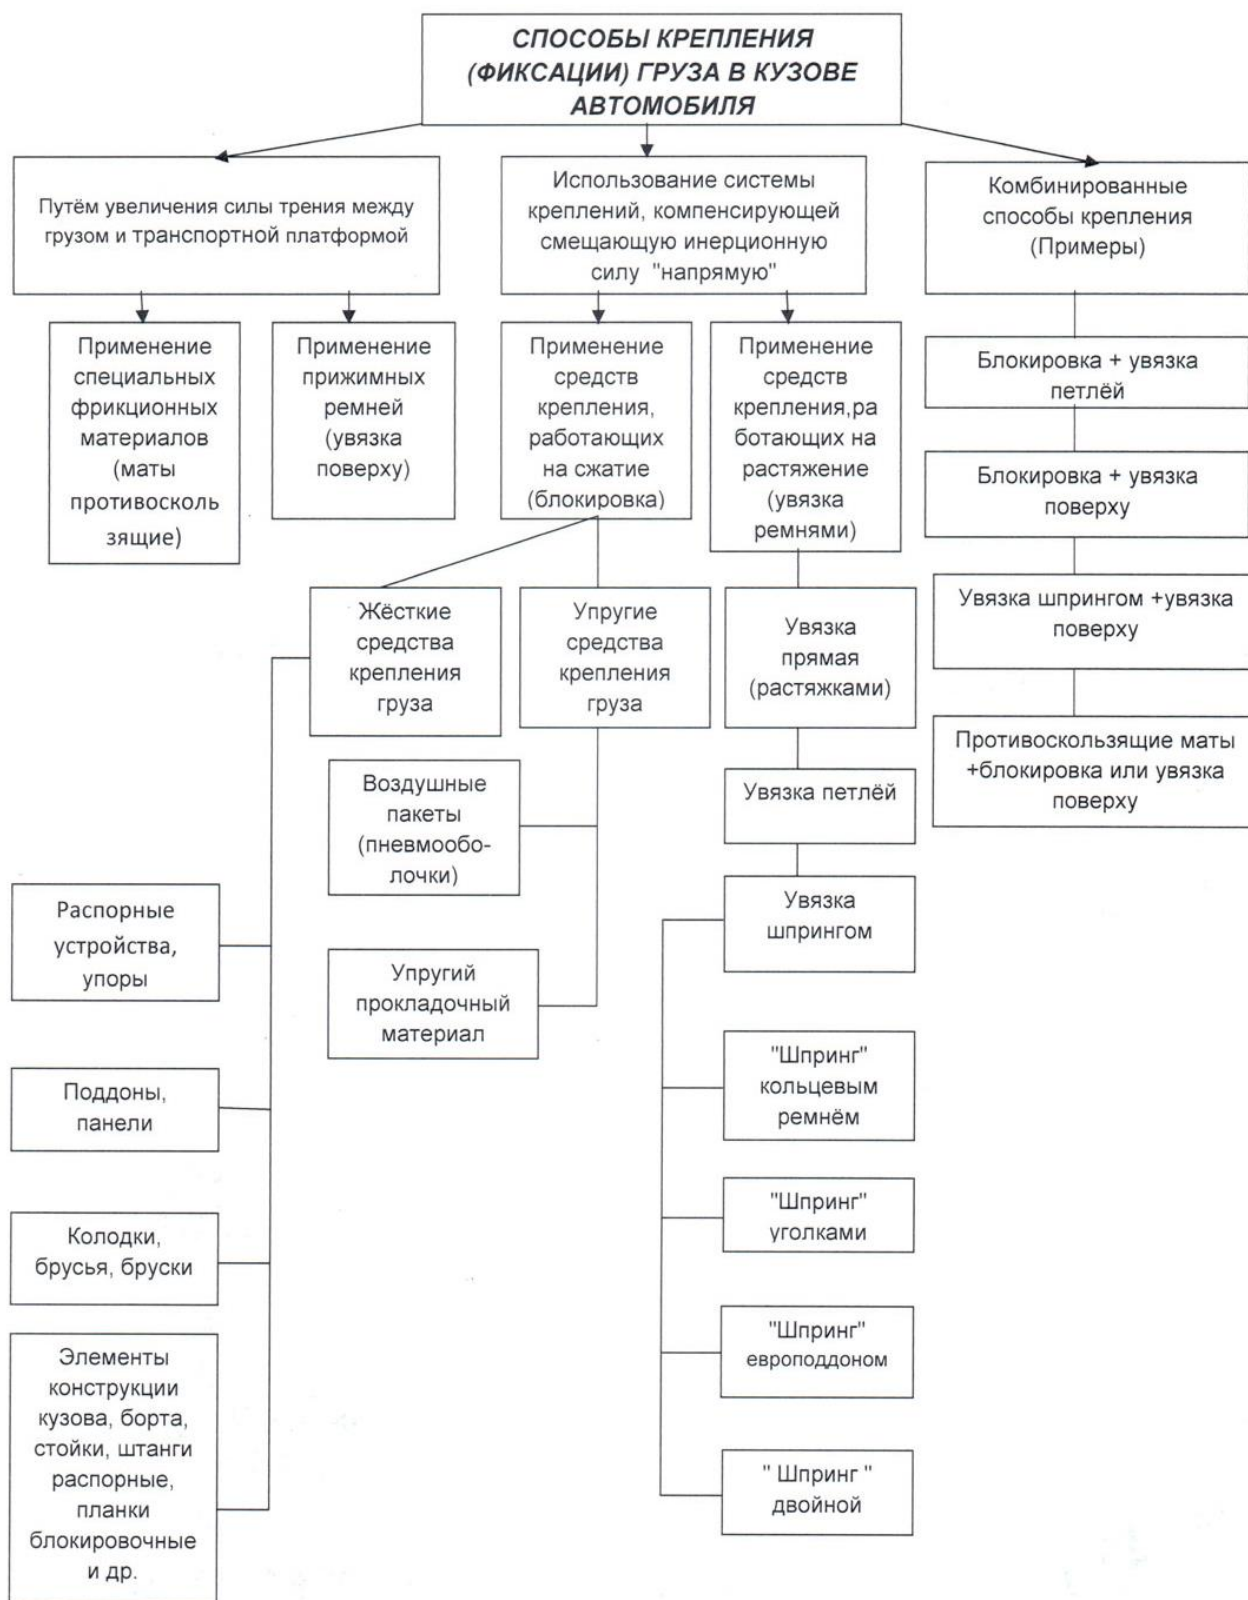 СПОСОБЫ КРЕПЛЕНИЯ
(ФИКСАЦИИ) ГРУЗА В КУЗОВЕ
АВТОМОБИЛЯ
Путём увеличения силы трения между
грузом и транспортной платформой
Использование системы
креплений, компенсирующей
смещающую инерционную
силу "напрямую"
Комбинированные
способы крепления
(Примеры)
Применение
специальных
фрикционных
материалов
(маты
противосколь
зящие)
Применение
прижимных
ремней
(увязка
поверху)
Применение
средств
крепления,
работающих
на сжатие
(блокировка)
Применение
средств
крепления,ра
ботающих на
растяжение
(увязка
ремнями)
Блокировка + увязка
петлёй
Блокировка + увязка
поверху
Увязка шпрингом +увязка
поверху
Противоскользящие маты
+блокировка или увязка
поверху
Жёсткие
средства
крепления
груза
Упругие
средства
крепления
груза
Увязка
прямая
(растяжками)
Воздушные
пакеты
(пневмообо-
лочки)
Увязка петлёй
Распорные
устройства,
упоры
Упругий
прокладочный
материал
Увязка
шпрингом
Поддоны,
панели
"Шпринг"
кольцевым
ремнём
Колодки,
брусья, бруски
"Шпринг"
уголками
Элементы
конструкции
кузова, борта,
стойки, штанги
распорные,
планки
блокировочные
и др.
"Шпринг"
европоддоном
" Шпринг "
двойной